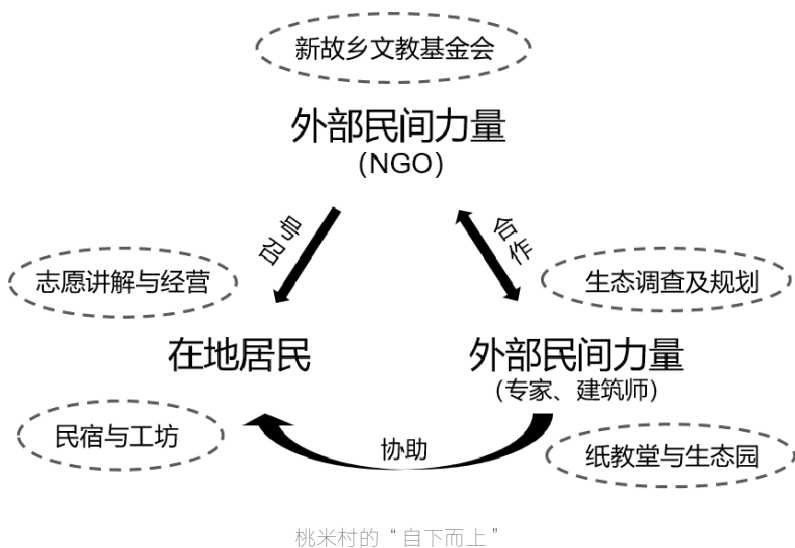 新故乡文教基金会
外部民间力量
(NGO)
号召
合作
志愿讲解与经营
生态调查及规划
在地居民
外部民间力量
(专家、建筑师)
民宿与工坊
协助
纸教堂与生态园
桃米村的“自下而上”